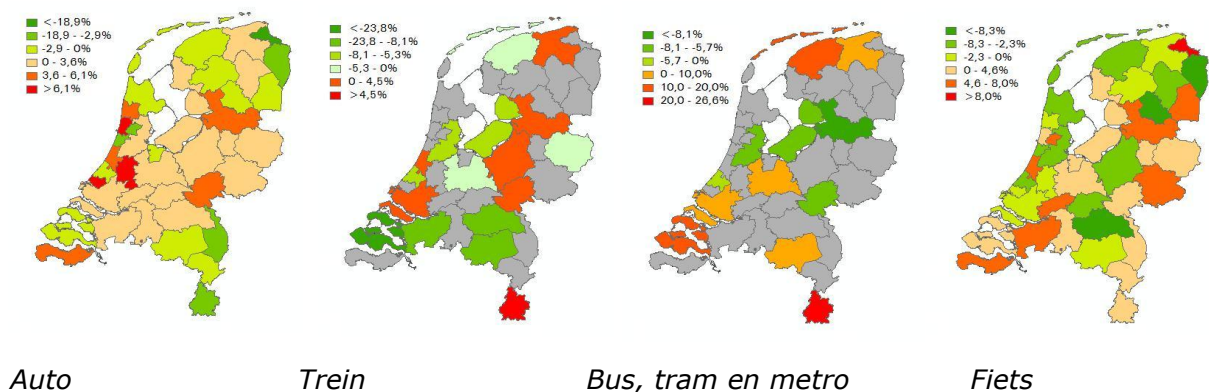 <-18,9%
-18,9 - -2,9%
-2,9 - 0%
0 - 3,6%
3,6 - 6,1%
>6,1%
<-23,8%
-23,8 - -8,1%
-8,1 - -5,3%
-5,3 - 0%
0 - 4,5%
>4,5%
<-8,1%
-8,1 - -5,7%
-5,7 - 0%
0 - 10,0%
10,0 - 20,0%
20,0 - 26,6%
<-8,3%
-8,3 - -2,3%
-2,3 - 0%
0 - 4,6%
4,6 - 8,0%
>8,0%
Auto
Trein
Bus, tram en metro
Fiets